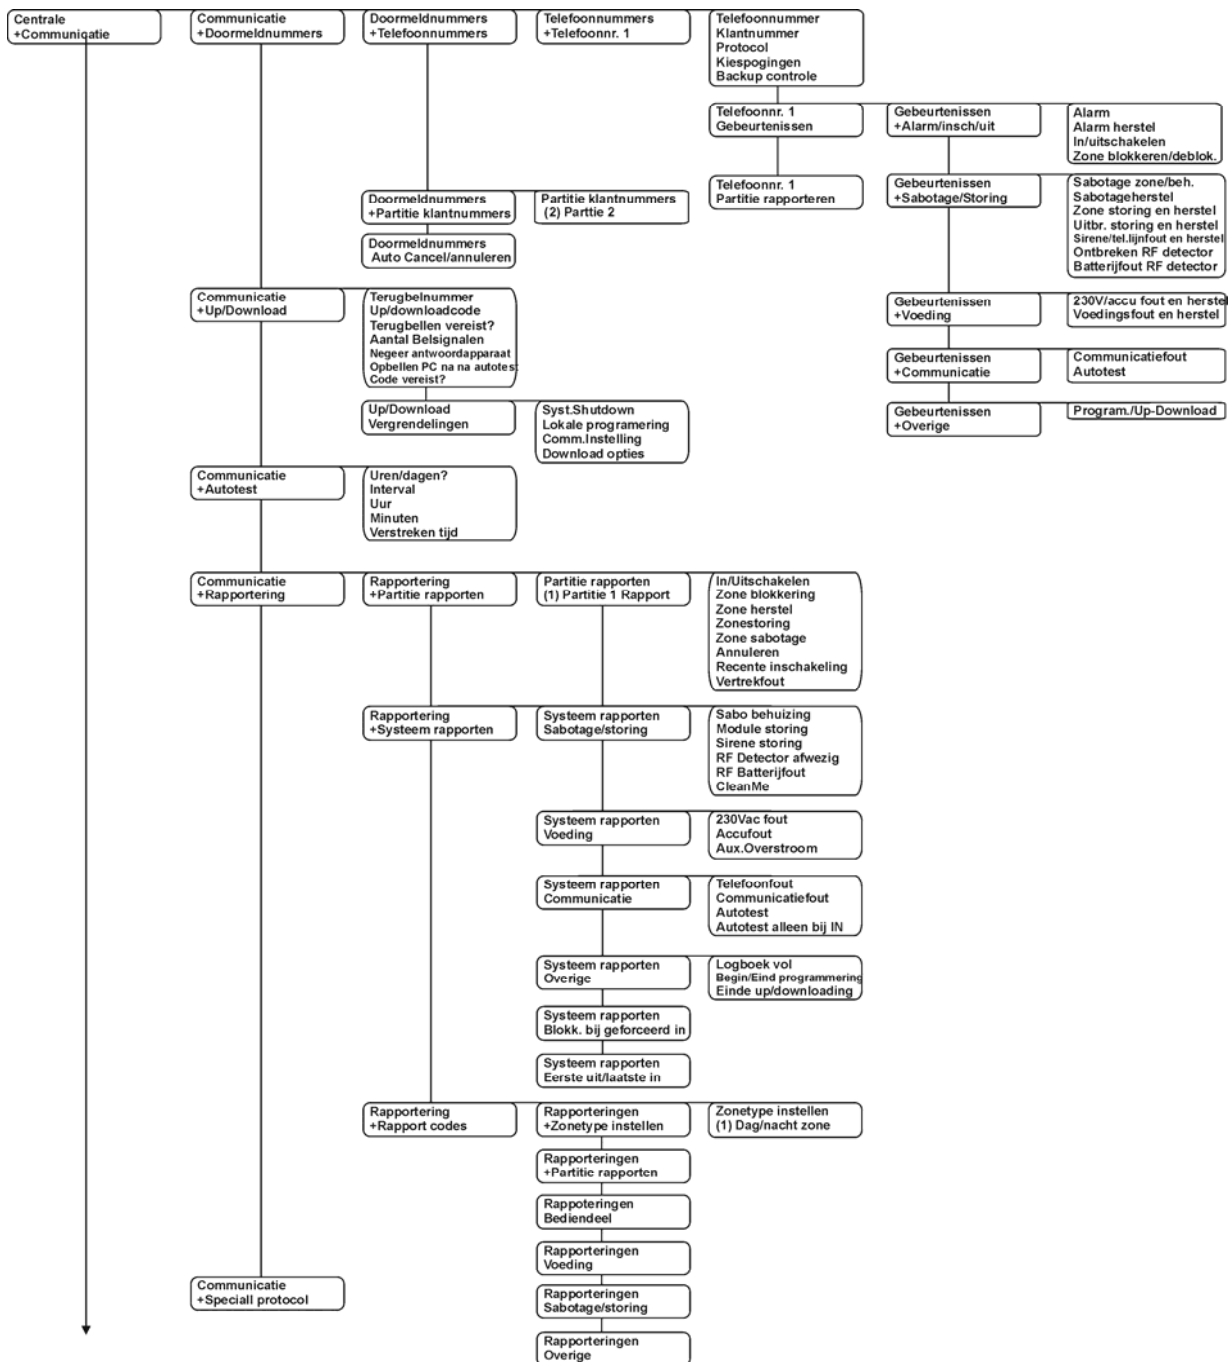 Centrale
+Communicatie
Communicatie
+Doormeldnummers
Doormeldnummers
+Telefoonnummers
Telefoonnummers
+Telefoonnr. 1
Telefoonnummer
Klantnummer
Protocol
Kiespogingen
Backup controle
Telefoonnr. 1
Gebeurtenissen
Gebeurtenissen
+Alarm/insch/uit
Alarm
Alarm herstel
In/uitschakelen
Zone blokkeren/deblok.
Telefoonnr. 1
Partitie rapporteren
Gebeurtenissen
+Sabotage/Storing
Sabotage zone/beh.
Sabotageherstel
Zone storing en herstel
Uitbr. storing en herstel
Sirene/tel.lijnfout en herstel
Ontbreken RF detector
Batterijfout RF detector
Doormeldnummers
+Partitie klantnummers
Partitie klantnummers
(2) Parttie 2
Doormeldnummers
Auto Cancel/annuleren
Communicatie
+Up/Download
Terugbelnummer
Up/downloadcode
Terugbellen vereist?
Aantal Belsignalen
Negeer antwoordapparaat
Opbellen PC na na autotest
Code vereist?
Gebeurtenissen
+Voeding
230V/accu fout en herstel
Voedingsfout en herstel
Gebeurtenissen
+Communicatie
Communicatiefout
Autotest
Up/Download
Vergrendelingen
Syst.Shutdown
Lokale programering
Comm.Instelling
Download opties
Gebeurtenissen
+Overige
Program./Up-Download
Communicatie
+Autotest
Uren/dagen?
Interval
Uur
Minuten
Verstreken tijd
Communicatie
+Rapportering
Rapportering
+Partitie rapporten
Partitie rapporten
(1) Partitie 1 Rapport
In/Uitschakelen
Zone blokkering
Zone herstel
Zonestoring
Zone sabotage
Annuleren
Recente inschakeling
Vertrekfout
Rapportering
+Systeem rapporten
Systeem rapporten
Sabotage/storing
Sabo behuizing
Module storing
Sirene storing
RF Detector afwezig
RF Batterijfout
CleanMe
Systeem rapporten
Voeding
230Vac fout
Accufout
Aux.Overstroom
Systeem rapporten
Communicatie
Telefoonfout
Communicatiefout
Autotest
Autotest alleen bij IN
Systeem rapporten
Overige
Logboek vol
Begin/Eind programmering
Einde up/downloading
Systeem rapporten
Blokk. bij geforceerd in
Systeem rapporten
Eerste uit/laatste in
Rapportering
+Rapport codes
Rapporteringen
+Zonetype instellen
Zonetype instellen
(1) Dag/nacht zone
Rapporteringen
+Partitie rapporten
Rappoteringen
Bediendeel
Rapporteringen
Voeding
Communicatie
+Speciall protocol
Rapporteringen
Sabotage/storing
Rapporteringen
Overige